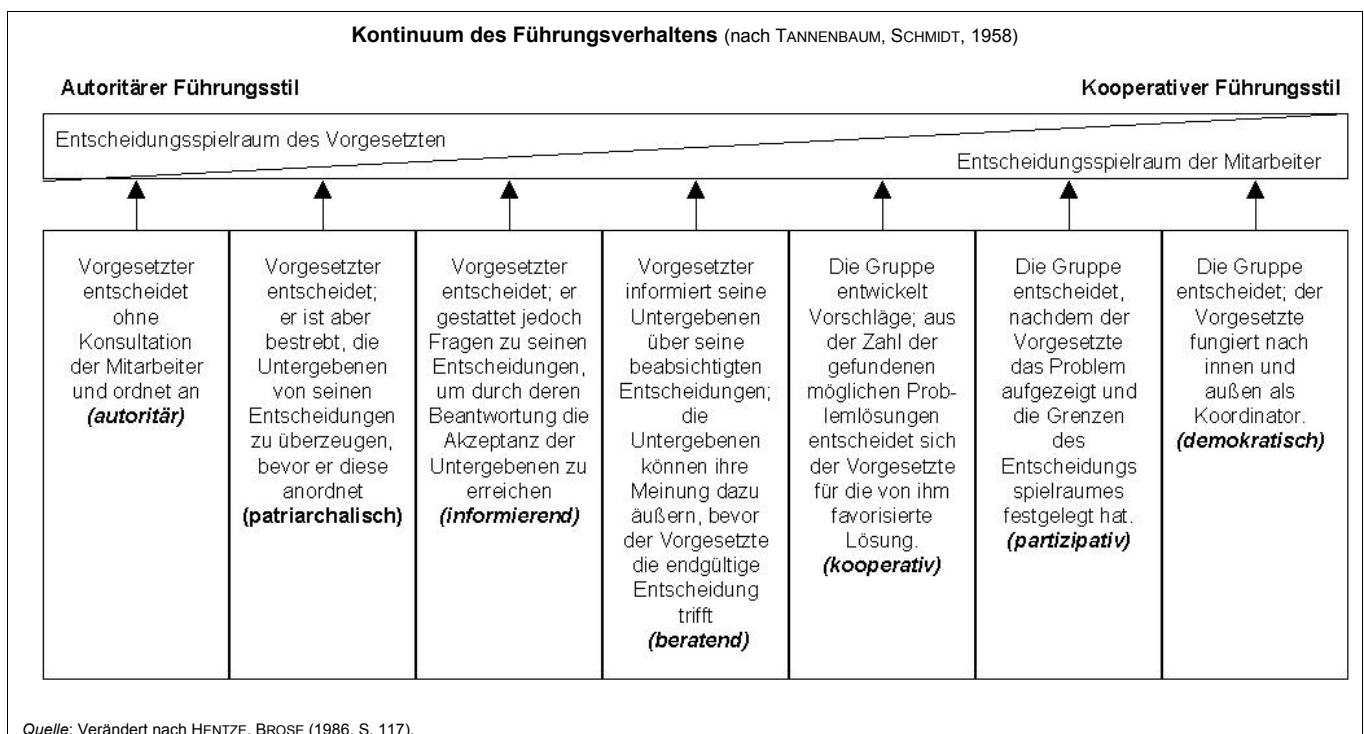 Kontinuum des Führungsverhaltens (nach TANNENBAUM, SCHMIDT, 1958)
Autoritärer Führungsstil
Kooperativer Führungsstil
Entscheidungsspielraum des Vorgesetzten
Entscheidungsspielraum der Mitarbeiter
Vorgesetzter
entscheidet
ohne
Konsultation
der Mitarbeiter
und ordnet an
(autoritär)
Vorgesetzter
entscheidet;
er ist aber
bestrebt, die
Untergebenen
von seinen
Entscheidungen
zu überzeugen,
bevor er diese
anordnet
(patriarchalisch)
Vorgesetzter
entscheidet; er
gestattet jedoch
Fragen zu seinen
Entscheidungen,
um durch deren
Beantwortung die
Akzeptanz der
Untergebenen zu
erreichen
(informierend)
Vorgesetzter
informiert seine
Untergebenen
über seine
beabsichtigten
Entscheidungen;
die
Untergebenen
können ihre
Meinung dazu
äußern, bevor
der Vorgesetzte
die endgültige
Entscheidung
trifft
(beratend)
Die Gruppe
entwickelt
Vorschläge; aus
der Zahl der
gefundenen
möglichen Prob-
lemlösungen
entscheidet sich
der Vorgesetzte
für die von ihm
favorisierte
Lösung.
(kooperativ)
Die Gruppe
entscheidet,
nachdem der
Vorgesetzte
das Problem
aufgezeigt und
die Grenzen
des
Entscheidungs
spielraumes
festgelegt hat.
(partizipativ)
Die Gruppe
entscheidet; der
Vorgesetzte
fungiert nach
innen und
außen als
Koordinator.
(demokratisch)
Quelle: Verändert nach HENTZE, BROSE (1986, S. 117).